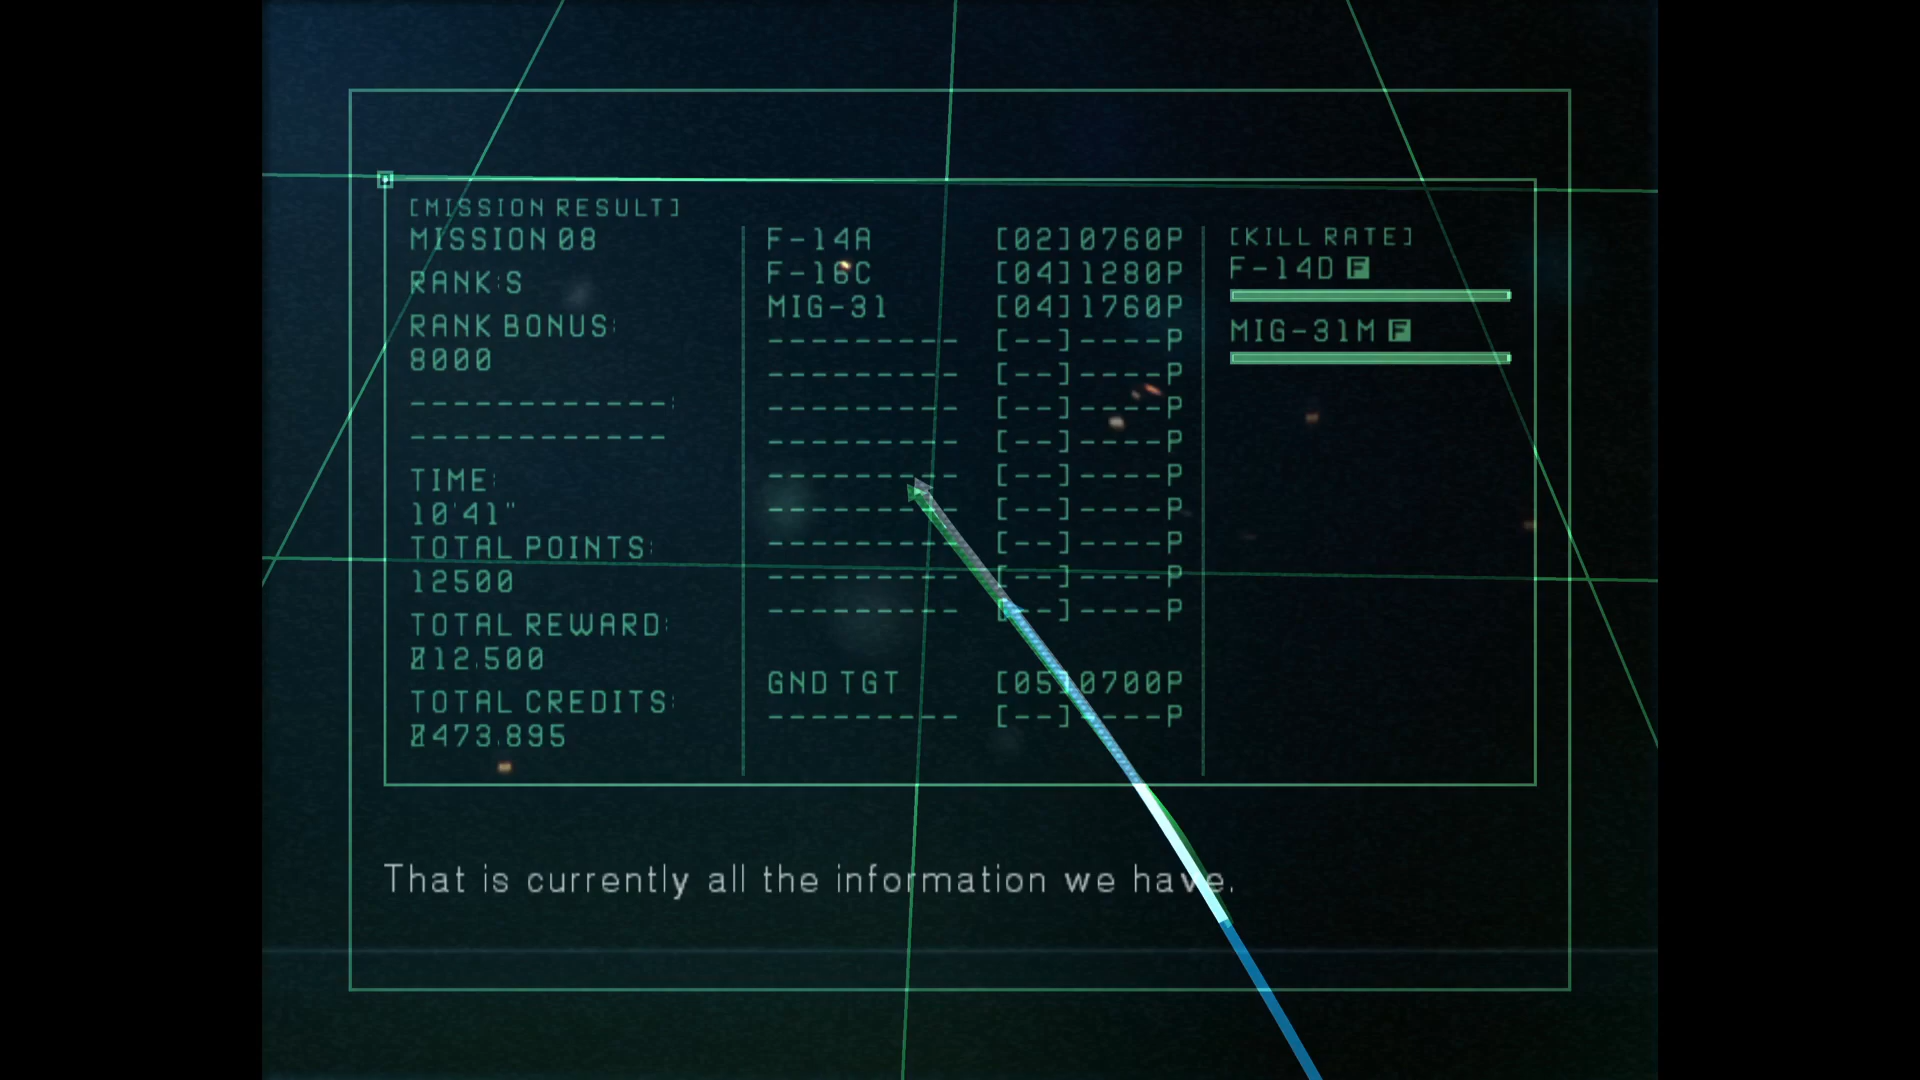 [MISSION RESULT]
MISSION 08
RANK:S
RANK BONUS:
8000
------------:
------------
TIME:
10'41"
TOTAL POINTS:
12500
TOTAL REWARD:
Z12,500
TOTAL CREDITS:
Z473,895
F-14A [02]0760P
F-16C [04]1280P
MIG-31 [04]1760P
--------- [--]----P
--------- [--]----P
--------- [--]----P
--------- [--]----P
--------- [--]----P
--------- [--]----P
--------- [--]----P
--------- [--]----P
--------- [--]----P
GND TGT [05]0700P
--------- [--]----P
[KILL RATE]
F-14D F
MIG-31M F
That is currently all the information we have.